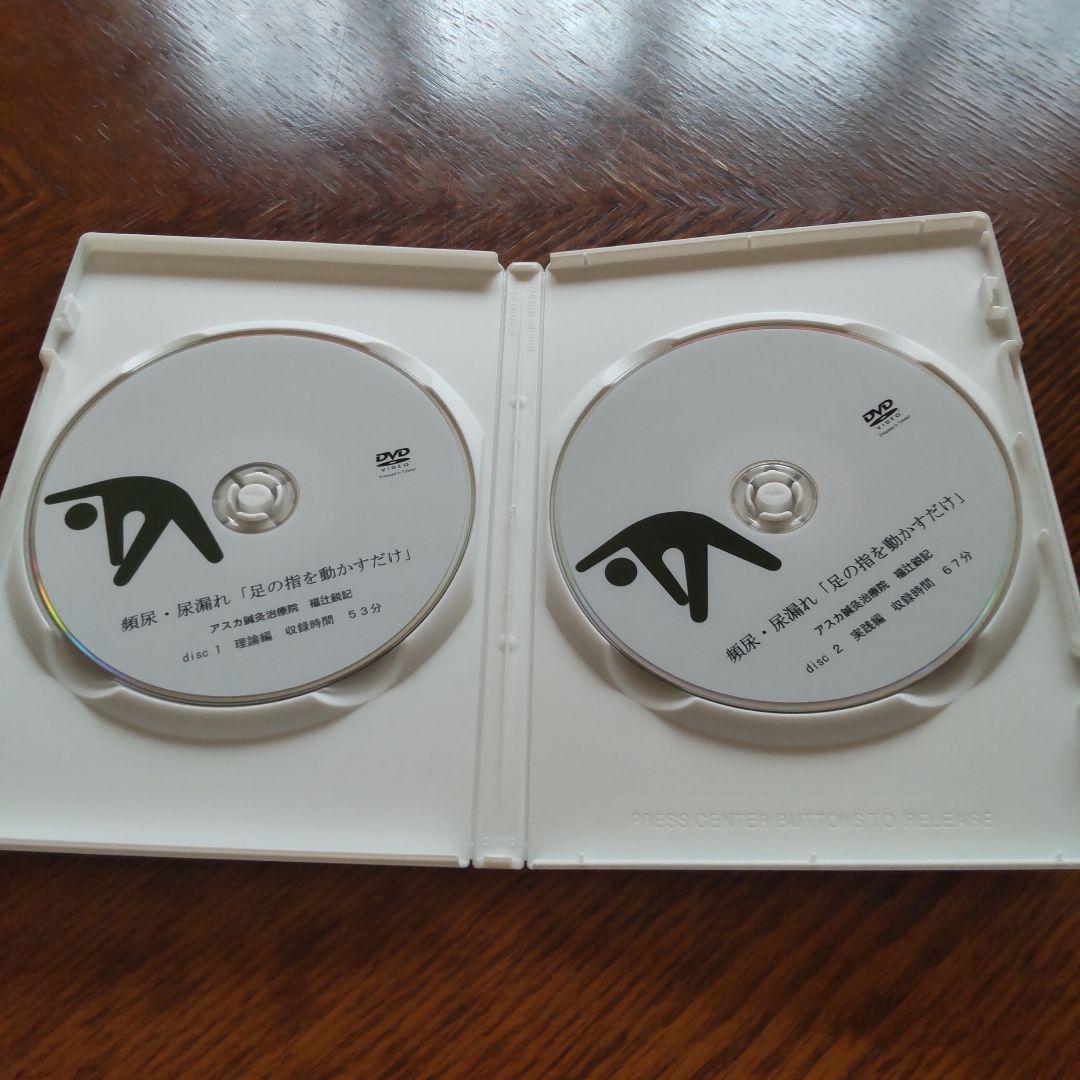 DVD
VIDEO
頻尿・尿漏れ「足の指を動かすだけ」
アスカ鍼灸治療院 福辻鋭記
disc 1 理論編 収録時間 53分
DVD
VIDEO
頻尿・尿漏れ「足の指を動かすだけ」
アスカ鍼灸治療院 福辻鋭記
disc 2 実践編 収録時間 67分
PRESS CENTER BUTTONS TO RELEASE